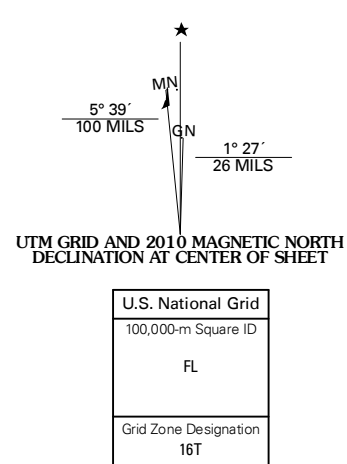 ★
MN
5° 39´
100 MILS
GN
1° 27´
26 MILS
UTM GRID AND 2010 MAGNETIC NORTH
DECLINATION AT CENTER OF SHEET
U.S. National Grid
100,000-m Square ID
FL
Grid Zone Designation
16T